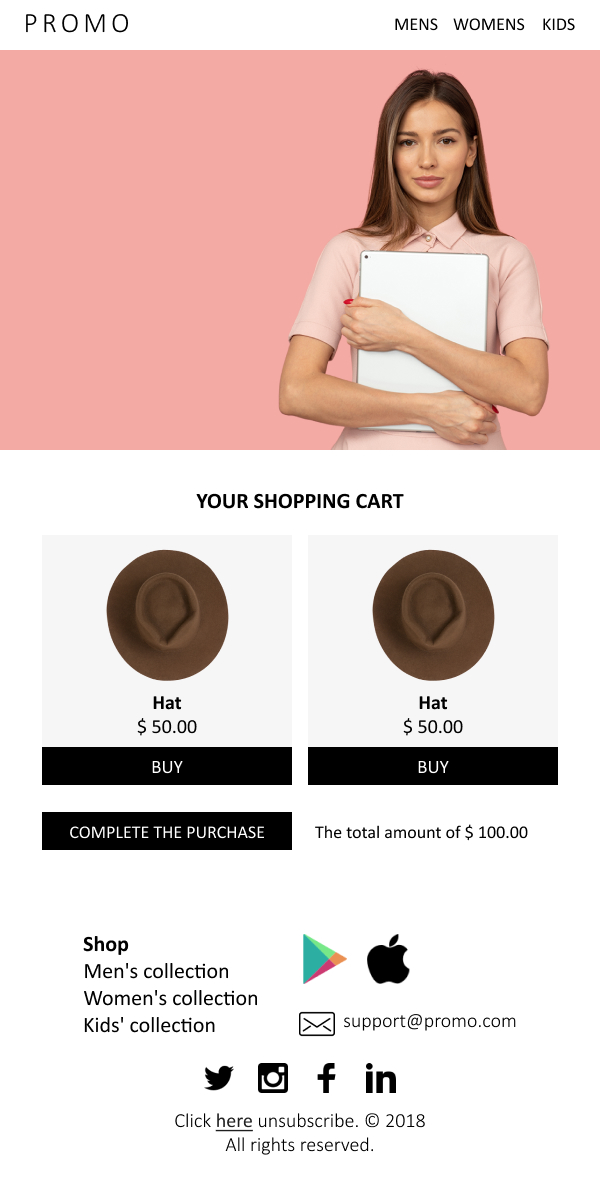 PROMO
MENS WOMENS KIDS
YOUR SHOPPING CART
Hat
$ 50.00
BUY
Hat
$ 50.00
BUY
COMPLETE THE PURCHASE
The total amount of $ 100.00
Shop
Men's collection
Women's collection
Kids' collection
support@promo.com
Click here unsubscribe. © 2018
All rights reserved.